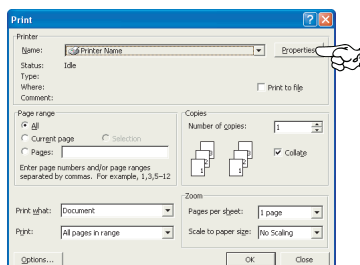 Print
Printer
Name: Printer Name Properties
Status: Idle
Type:
Where: Print to file
Comment:
Page range
All
Current page Selection
Pages:
Enter page numbers and/or page ranges
separated by commas. For example, 1,3,5–12
Copies
Number of copies: 1
Collate
Print what: Document
Print: All pages in range
Zoom
Pages per sheet: 1 page
Scale to paper size: No Scaling
Options... OK Close